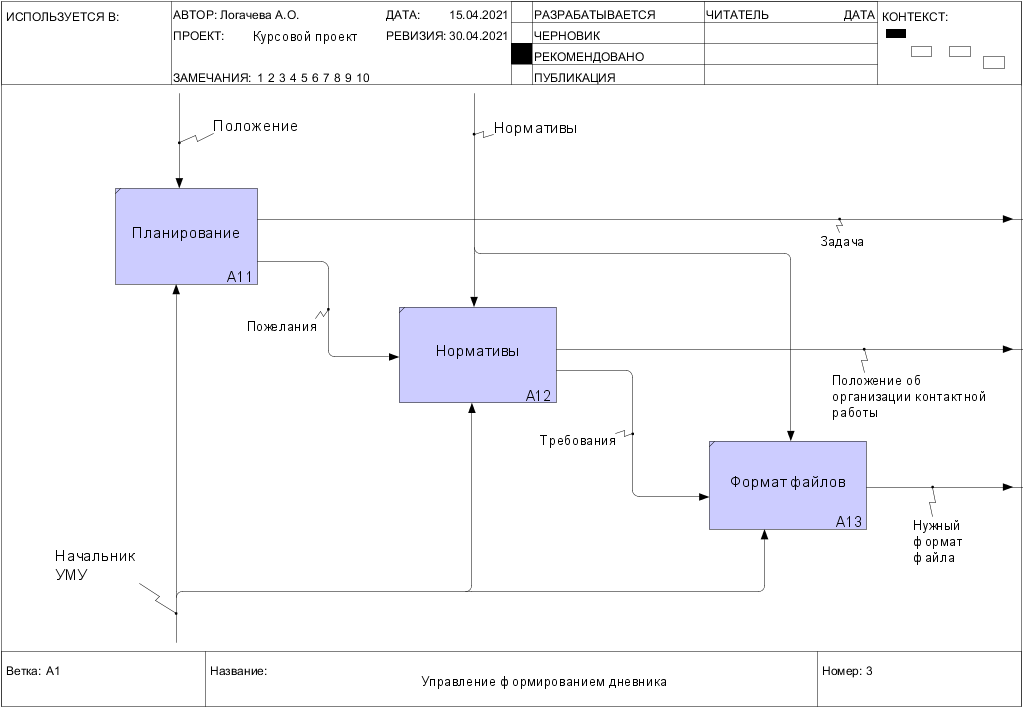 ИСПОЛЬЗУЕТСЯ В:
АВТОР: Логачева А.О.
ДАТА: 15.04.2021
ПРОЕКТ: Курсовой проект
РЕВИЗИЯ: 30.04.2021
ЗАМЕЧАНИЯ: 1 2 3 4 5 6 7 8 9 10
РАЗРАБАТЫВАЕТСЯ
ЧЕРНОВИК
РЕКОМЕНДОВАНО
ПУБЛИКАЦИЯ
ЧИТАТЕЛЬ
ДАТА
КОНТЕКСТ:
Положение
Нормативы
Планирование
A11
Задача
Пожелания
Нормативы
A12
Положение об
организации контактной
работы
Требования
Формат файлов
A13
Нужный
формат
файла
Начальник
УМУ
Ветка: A1
Название:
Управление формированием дневника
Номер: 3